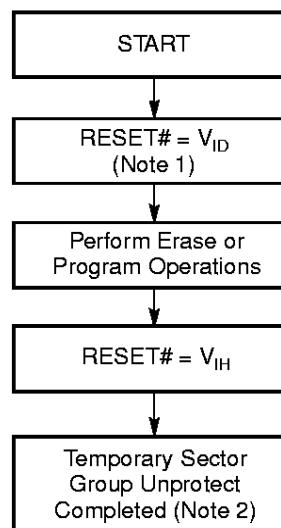 START
RESET# = V_ID
(Note 1)
Perform Erase or
Program Operations
RESET# = V_IH
Temporary Sector
Group Unprotect
Completed (Note 2)